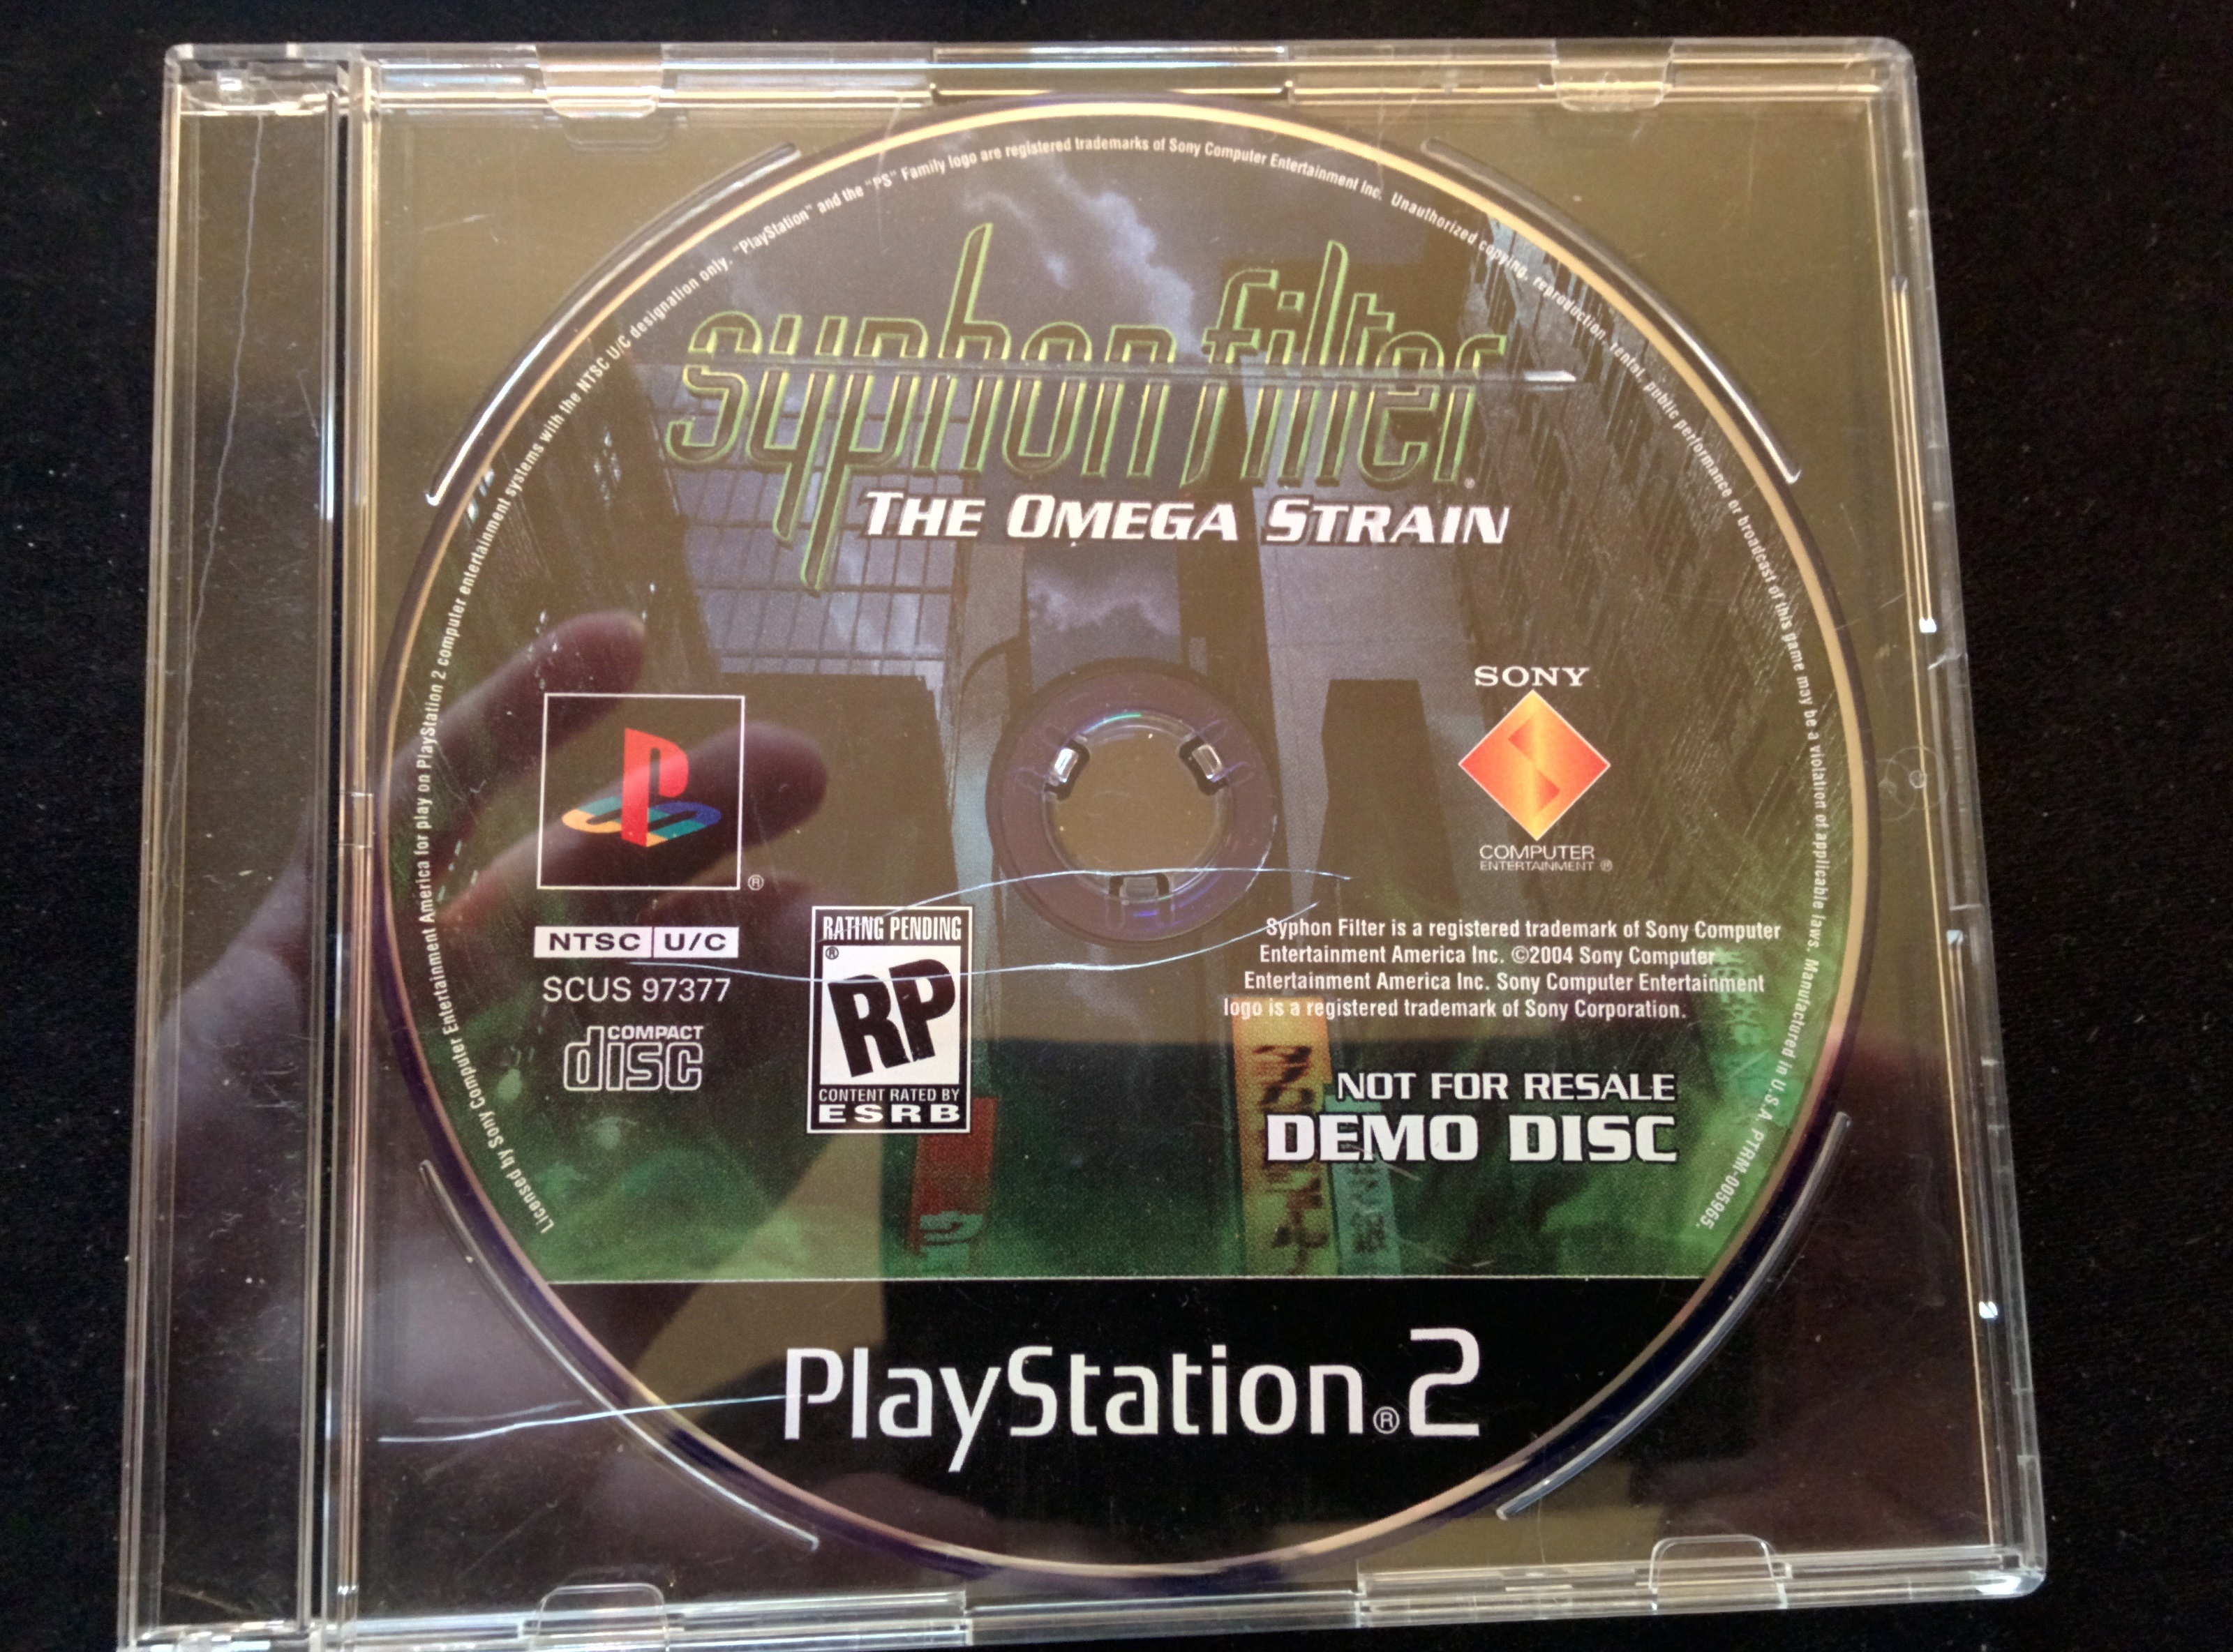 Licensed by Sony Computer Entertainment America for play on PlayStation 2 computer entertainment systems with the NTSC U/C designation only. "PlayStation" and the "PS" Family logo are registered trademarks of Sony Computer Entertainment Inc. Unauthorized copying, reproduction, rental, public performance or broadcast of this game may be a violation of applicable laws. Manufactured in U.S.A. PTRM-005965.
syphon filter®
THE OMEGA STRAIN
SONY
COMPUTER
ENTERTAINMENT ®
®
NTSC U/C
SCUS 97377
COMPACT
disc
RATING PENDING
®
RP
CONTENT RATED BY
ESRB
Syphon Filter is a registered trademark of Sony Computer
Entertainment America Inc. ©2004 Sony Computer
Entertainment America Inc. Sony Computer Entertainment
logo is a registered trademark of Sony Corporation.
NOT FOR RESALE
DEMO DISC
PlayStation®2